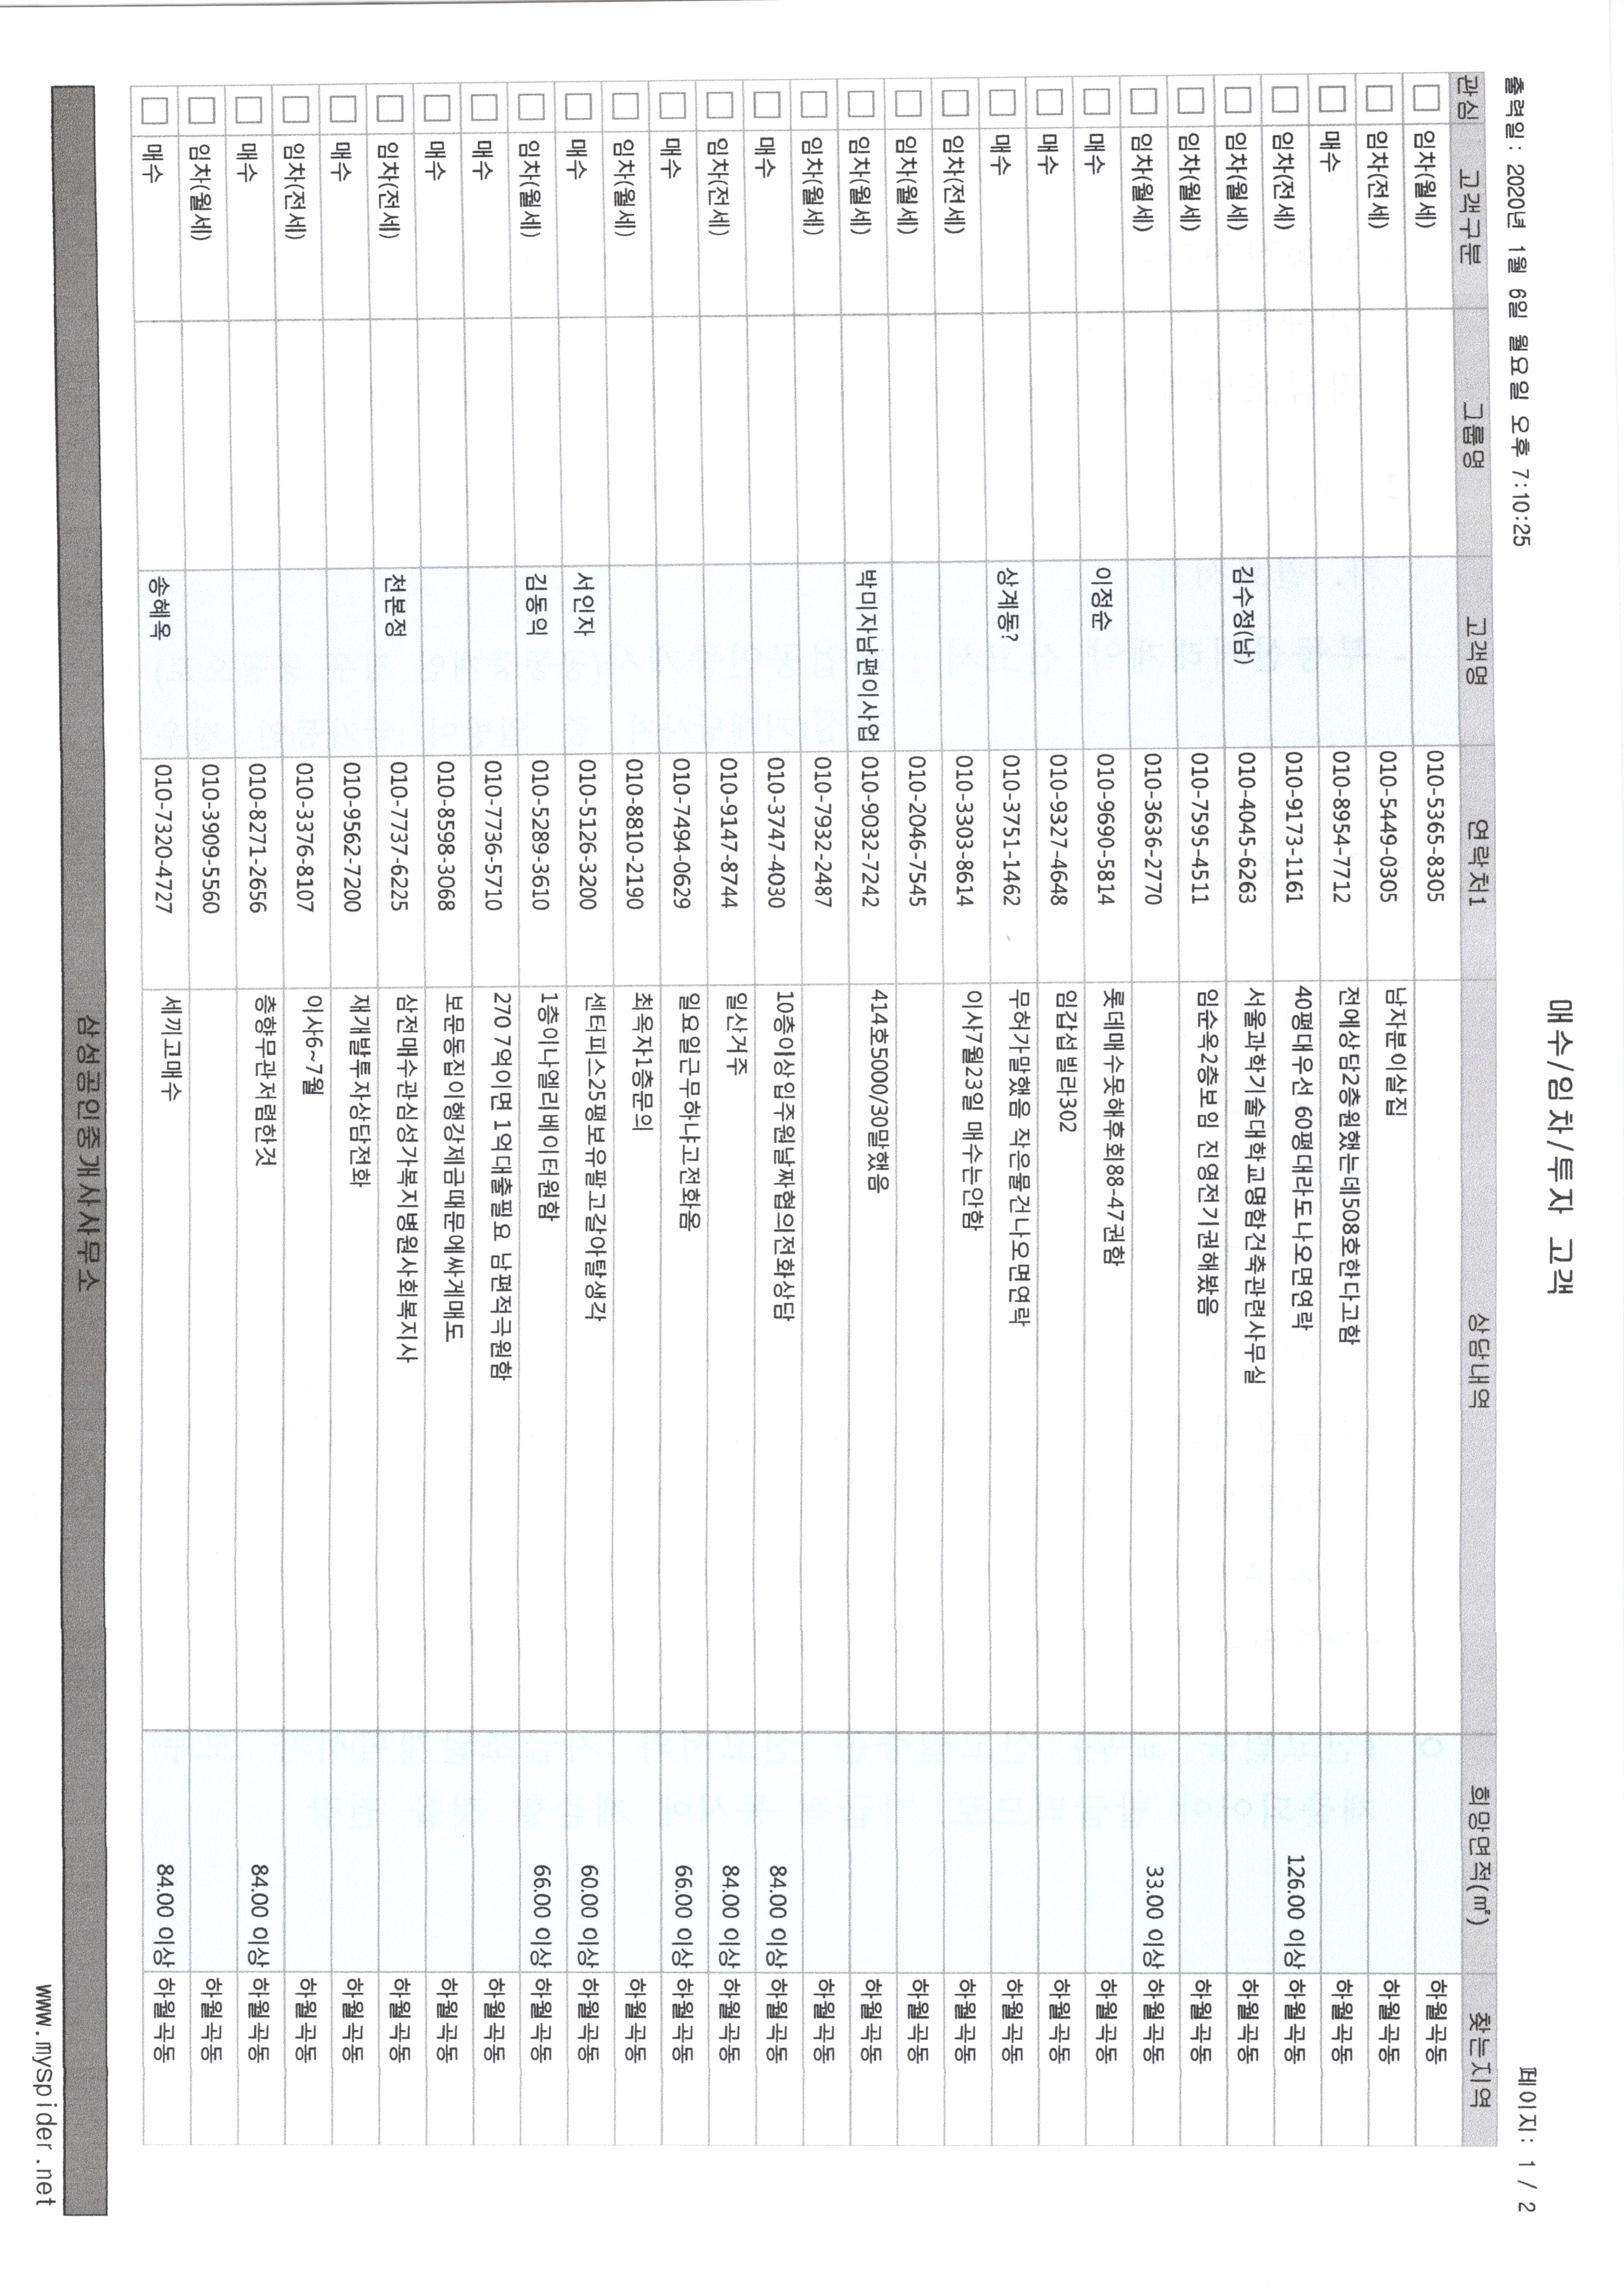 매수/임차/투자 고객
출력일: 2020년 1월 6일 월요일 오후 7:10:25
페이지: 1 / 2
관심 고객구분 그룹명 고객명 연락처1 상담내역 희망면적(㎡) 찾는지역
임차(월세) 010-5365-8305 하월곡동
임차(전세) 010-5449-0305 남자분이살집 하월곡동
매수 010-8954-7712 전에상담2층원했는데508호한다고함 하월곡동
임차(전세) 010-9173-1161 40평대우선 60평대라도나오면연락 126.00 이상 하월곡동
임차(월세) 김수정(남) 010-4045-6263 서울과학기술대학교명함건축관련사무실 하월곡동
임차(월세) 010-7595-4511 임순옥2층보임 진영전기권해봤음 하월곡동
임차(월세) 010-3636-2770 33.00 이상 하월곡동
매수 이정순 010-9690-5814 롯데매수못해후회88-47권함 하월곡동
매수 010-9327-4648 임갑섭빌라302 하월곡동
매수 상계동? 010-3751-1462 무허가말했음 작은물건나오면연락 하월곡동
임차(전세) 010-3303-8614 이사7월23일 매수는안함 하월곡동
임차(월세) 010-2046-7545 하월곡동
임차(월세) 박미자남편이사업 010-9032-7242 414호5000/30말했음 하월곡동
임차(월세) 010-7932-2487 하월곡동
매수 010-3747-4030 10층이상입주원날짜협의전화상담 84.00 이상 하월곡동
임차(전세) 010-9147-8744 일산거주 84.00 이상 하월곡동
매수 010-7494-0629 일요일근무하냐고전화옴 66.00 이상 하월곡동
임차(월세) 010-8810-2190 최옥자1층문의 하월곡동
매수 서인자 010-5126-3200 센터피스25평보유팔고갈아탈생각 60.00 이상 하월곡동
임차(월세) 김동익 010-5289-3610 1층이나엘리베이터원함 66.00 이상 하월곡동
매수 010-7736-5710 270 7억이면 1억대출필요 남편적극원함 하월곡동
매수 010-8598-3068 보문동집이행강제금때문에싸게매도 하월곡동
임차(전세) 천본정 010-7737-6225 삼전매수관심성가복지병원사회복지사 하월곡동
매수 010-9562-7200 재개발투자상담전화 하월곡동
임차(전세) 010-3376-8107 이사6~7월 하월곡동
매수 010-8271-2656 층향무관저렴한것 84.00 이상 하월곡동
임차(월세) 010-3909-5560 하월곡동
매수 송혜옥 010-7320-4727 세끼고매수 84.00 이상 하월곡동
삼성공인중개사사무소
www.myspider.net